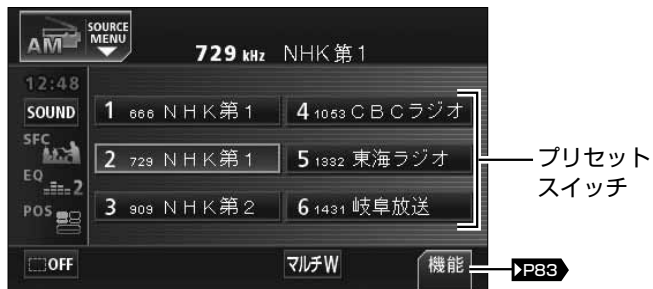 AM
SOURCE MENU
729 kHz NHK第1
12:48
SOUND
SFC
EQ
2
POS
1 666 NHK第1
4 1053 CBCラジオ
2 729 NHK第1
5 1332 東海ラジオ
3 909 NHK第2
6 1431 岐阜放送
プリセット
スイッチ
OFF
マルチW
機能
P83